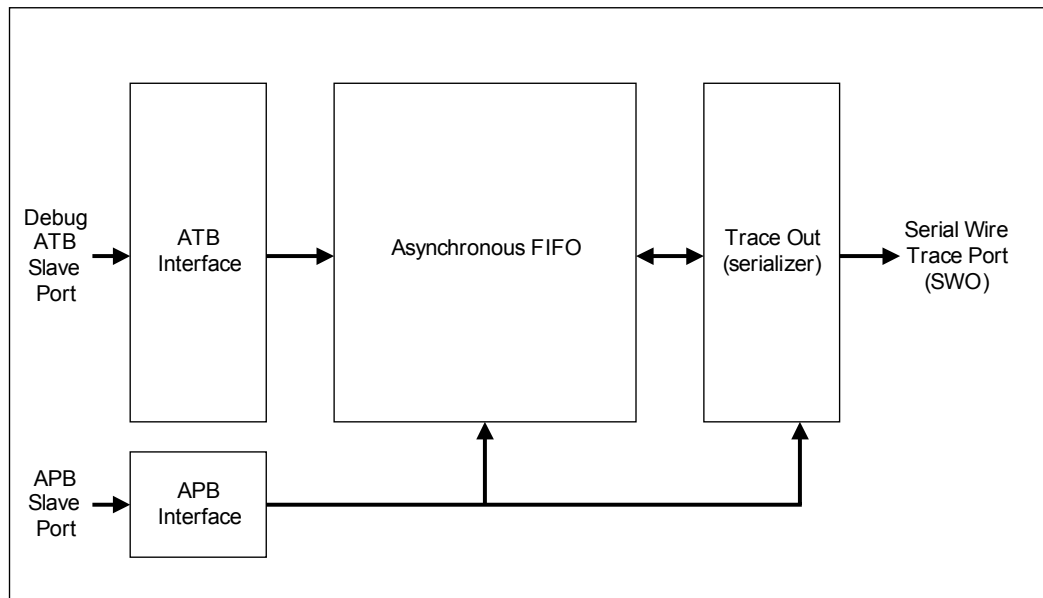 Debug
ATB
Slave
Port
ATB
Interface
Asynchronous FIFO
Trace Out
(serializer)
Serial Wire
Trace Port
(SWO)
APB
Slave
Port
APB
Interface